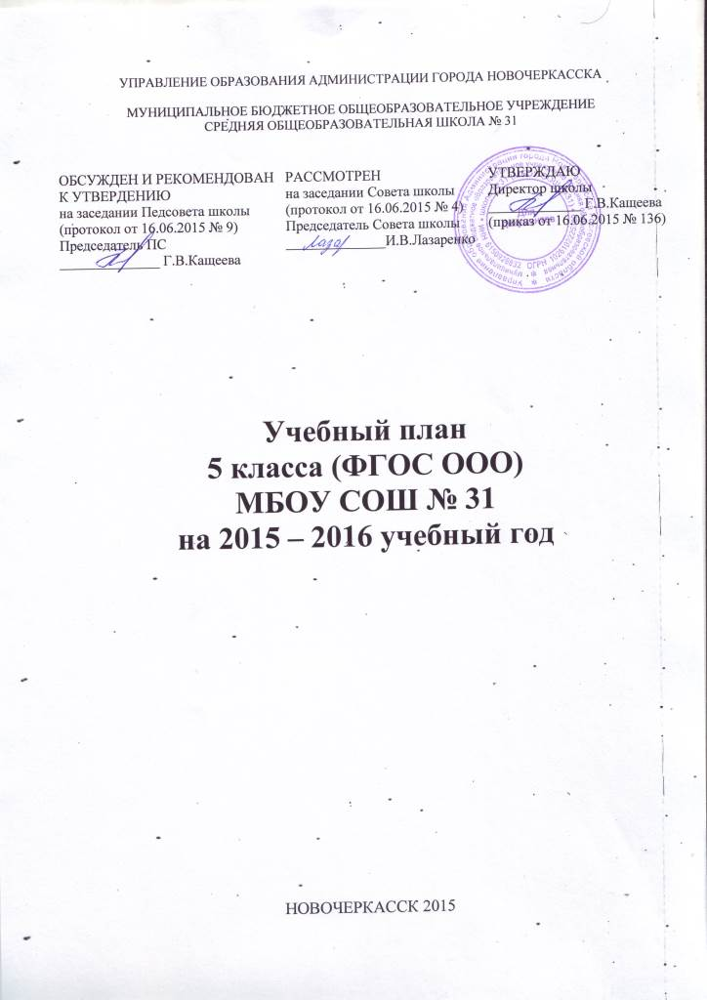 УПРАВЛЕНИЕ ОБРАЗОВАНИЯ АДМИНИСТРАЦИИ ГОРОДА НОВОЧЕРКАССКА
МУНИЦИПАЛЬНОЕ БЮДЖЕТНОЕ ОБЩЕОБРАЗОВАТЕЛЬНОЕ УЧРЕЖДЕНИЕ
СРЕДНЯЯ ОБЩЕОБРАЗОВАТЕЛЬНАЯ ШКОЛА № 31
ОБСУЖДЕН И РЕКОМЕНДОВАН
К УТВЕРДЕНИЮ
на заседании Педсовета школы
(протокол от 16.06.2015 № 9)
Председатель ПС
______________ Г.В.Кащеева
РАССМОТРЕН
на заседании Совета школы
(протокол от 16.06.2015 № 4)
Председатель Совета школы
______________И.В.Лазаренко
УТВЕРЖДАЮ
Директор школы
_____________ Г.В.Кащеева
(приказ от 16.06.2015 № 136)
Учебный план
5 класса (ФГОС ООО)
МБОУ СОШ № 31
на 2015 – 2016 учебный год
НОВОЧЕРКАССК 2015